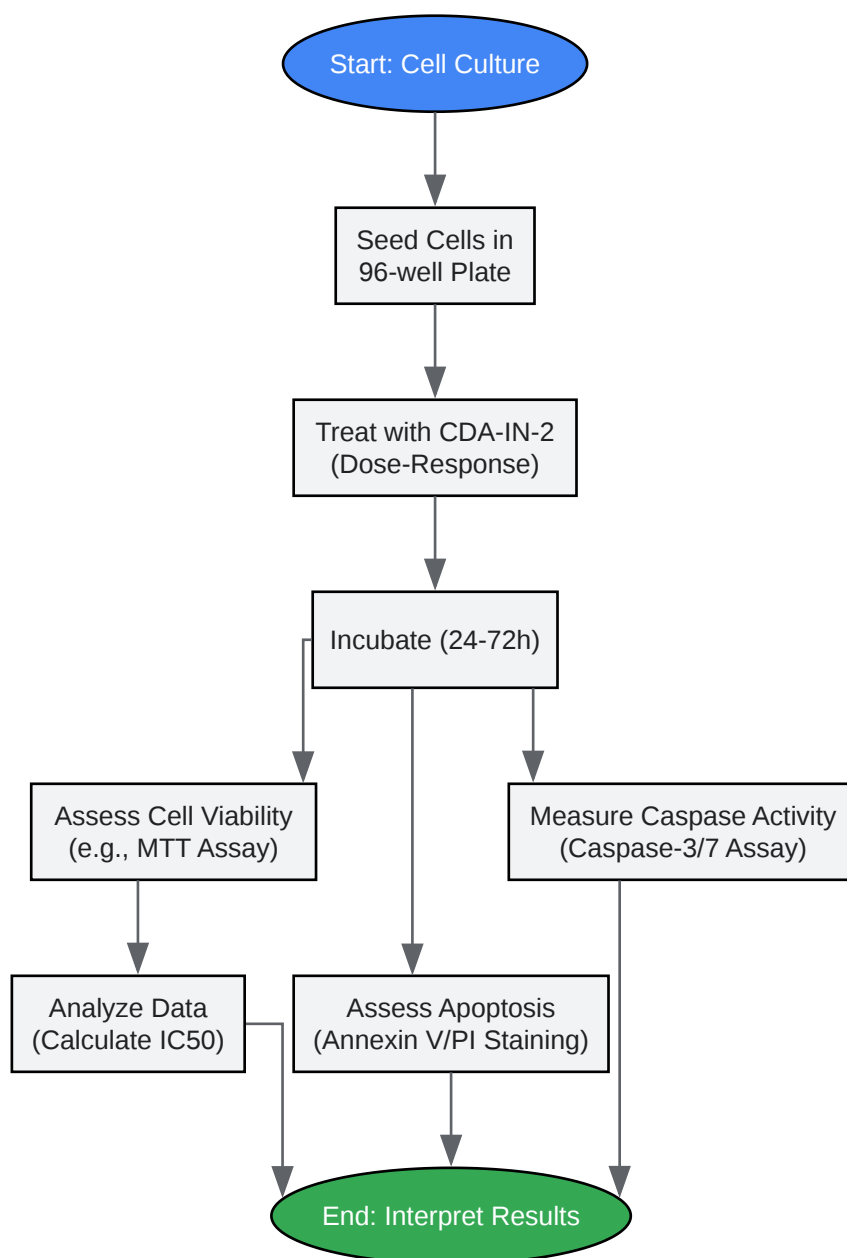 Start: Cell Culture
Seed Cells in
96-well Plate
Treat with CDA-IN-2
(Dose-Response)
Incubate (24-72h)
Assess Cell Viability
(e.g., MTT Assay)
Measure Caspase Activity
(Caspase-3/7 Assay)
Analyze Data
(Calculate IC50)
Assess Apoptosis
(Annexin V/PI Staining)
End: Interpret Results